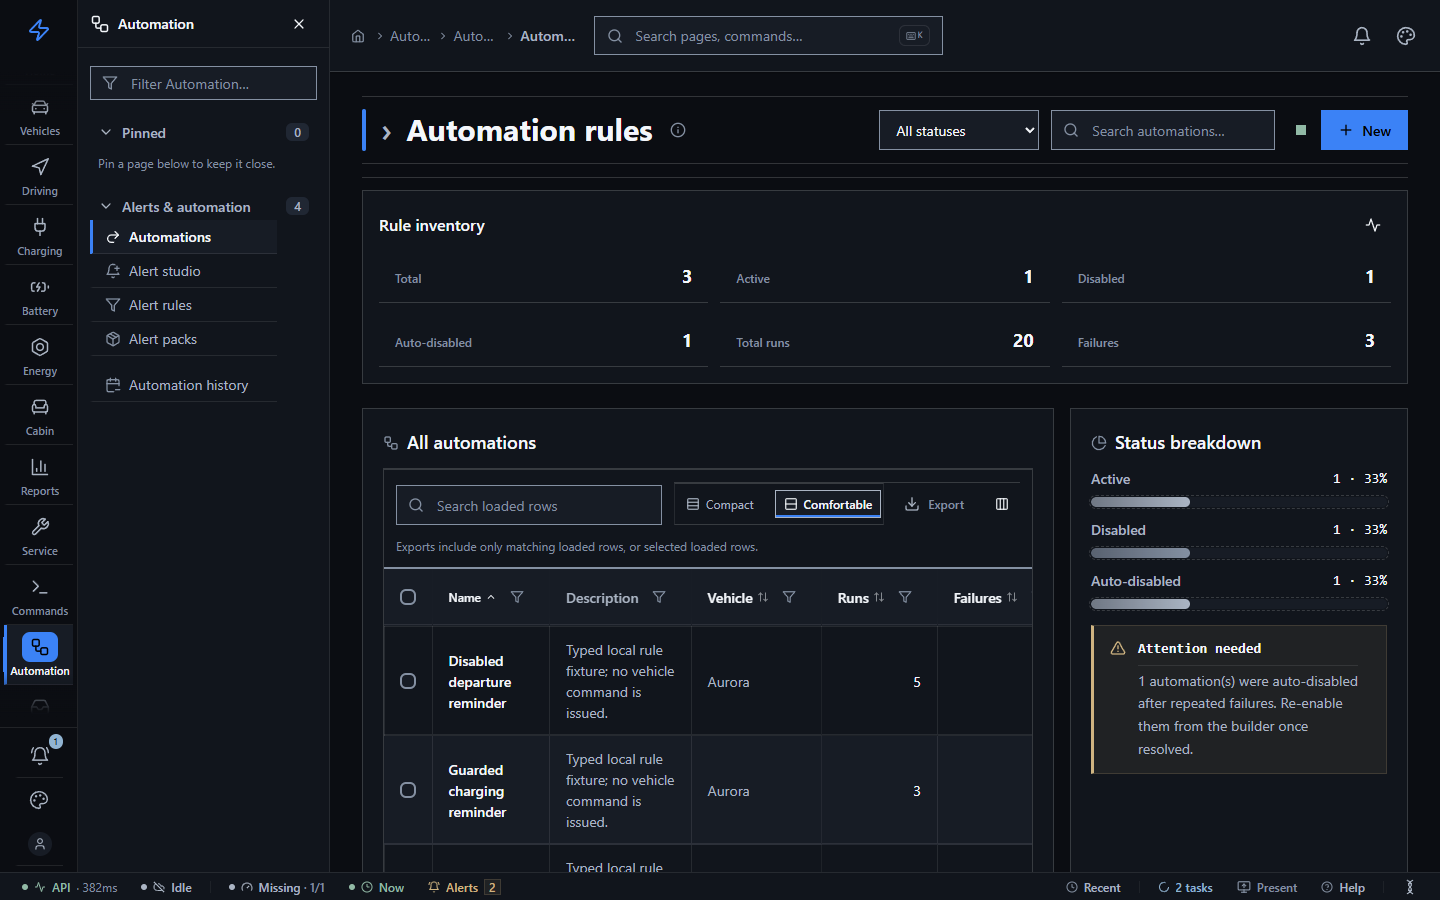 Automation
Auto...
Auto...
Autom...
Search pages, commands...
K
Filter Automation...
Pinned
0
Pin a page below to keep it close.
Alerts & automation
4
Automations
Alert studio
Alert rules
Alert packs
Automation history
Vehicles
Driving
Charging
Battery
Energy
Cabin
Reports
Service
Commands
Automation
1
Automation rules
All statuses
Search automations...
New
Rule inventory
Total
3
Active
1
Disabled
1
Auto-disabled
1
Total runs
20
Failures
3
All automations
Search loaded rows
Compact
Comfortable
Export
Exports include only matching loaded rows, or selected loaded rows.
Name
Description
Vehicle
Runs
Failures
Disabled
departure
reminder
Typed local rule
fixture; no vehicle
command is
issued.
Aurora
5
Guarded
charging
reminder
Typed local rule
fixture; no vehicle
command is
issued.
Aurora
3
Typed local rule
Status breakdown
Active
1 · 33%
Disabled
1 · 33%
Auto-disabled
1 · 33%
Attention needed
1 automation(s) were auto-disabled
after repeated failures. Re-enable
them from the builder once
resolved.
API · 382ms
Idle
Missing · 1/1
Now
Alerts 2
Recent
2 tasks
Present
Help